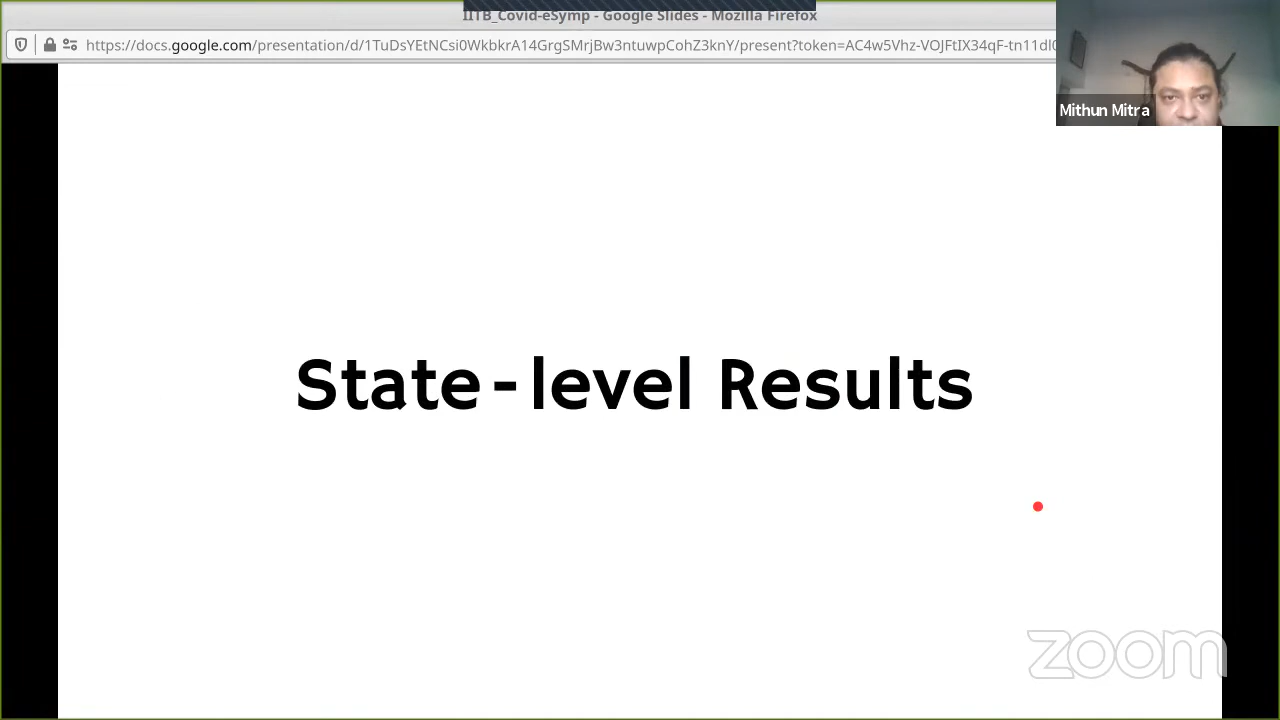 IITB_Covid-eSymp - Google Slides - Mozilla Firefox
https://docs.google.com/presentation/d/1TuDsYEtNCsi0WkbkrA14GrgSMrjBw3ntuwpCohZ3knY/present?token=AC4w5Vhz-VOJFtIX34qF-tn11dI
Mithun Mitra
State-level Results
zoom